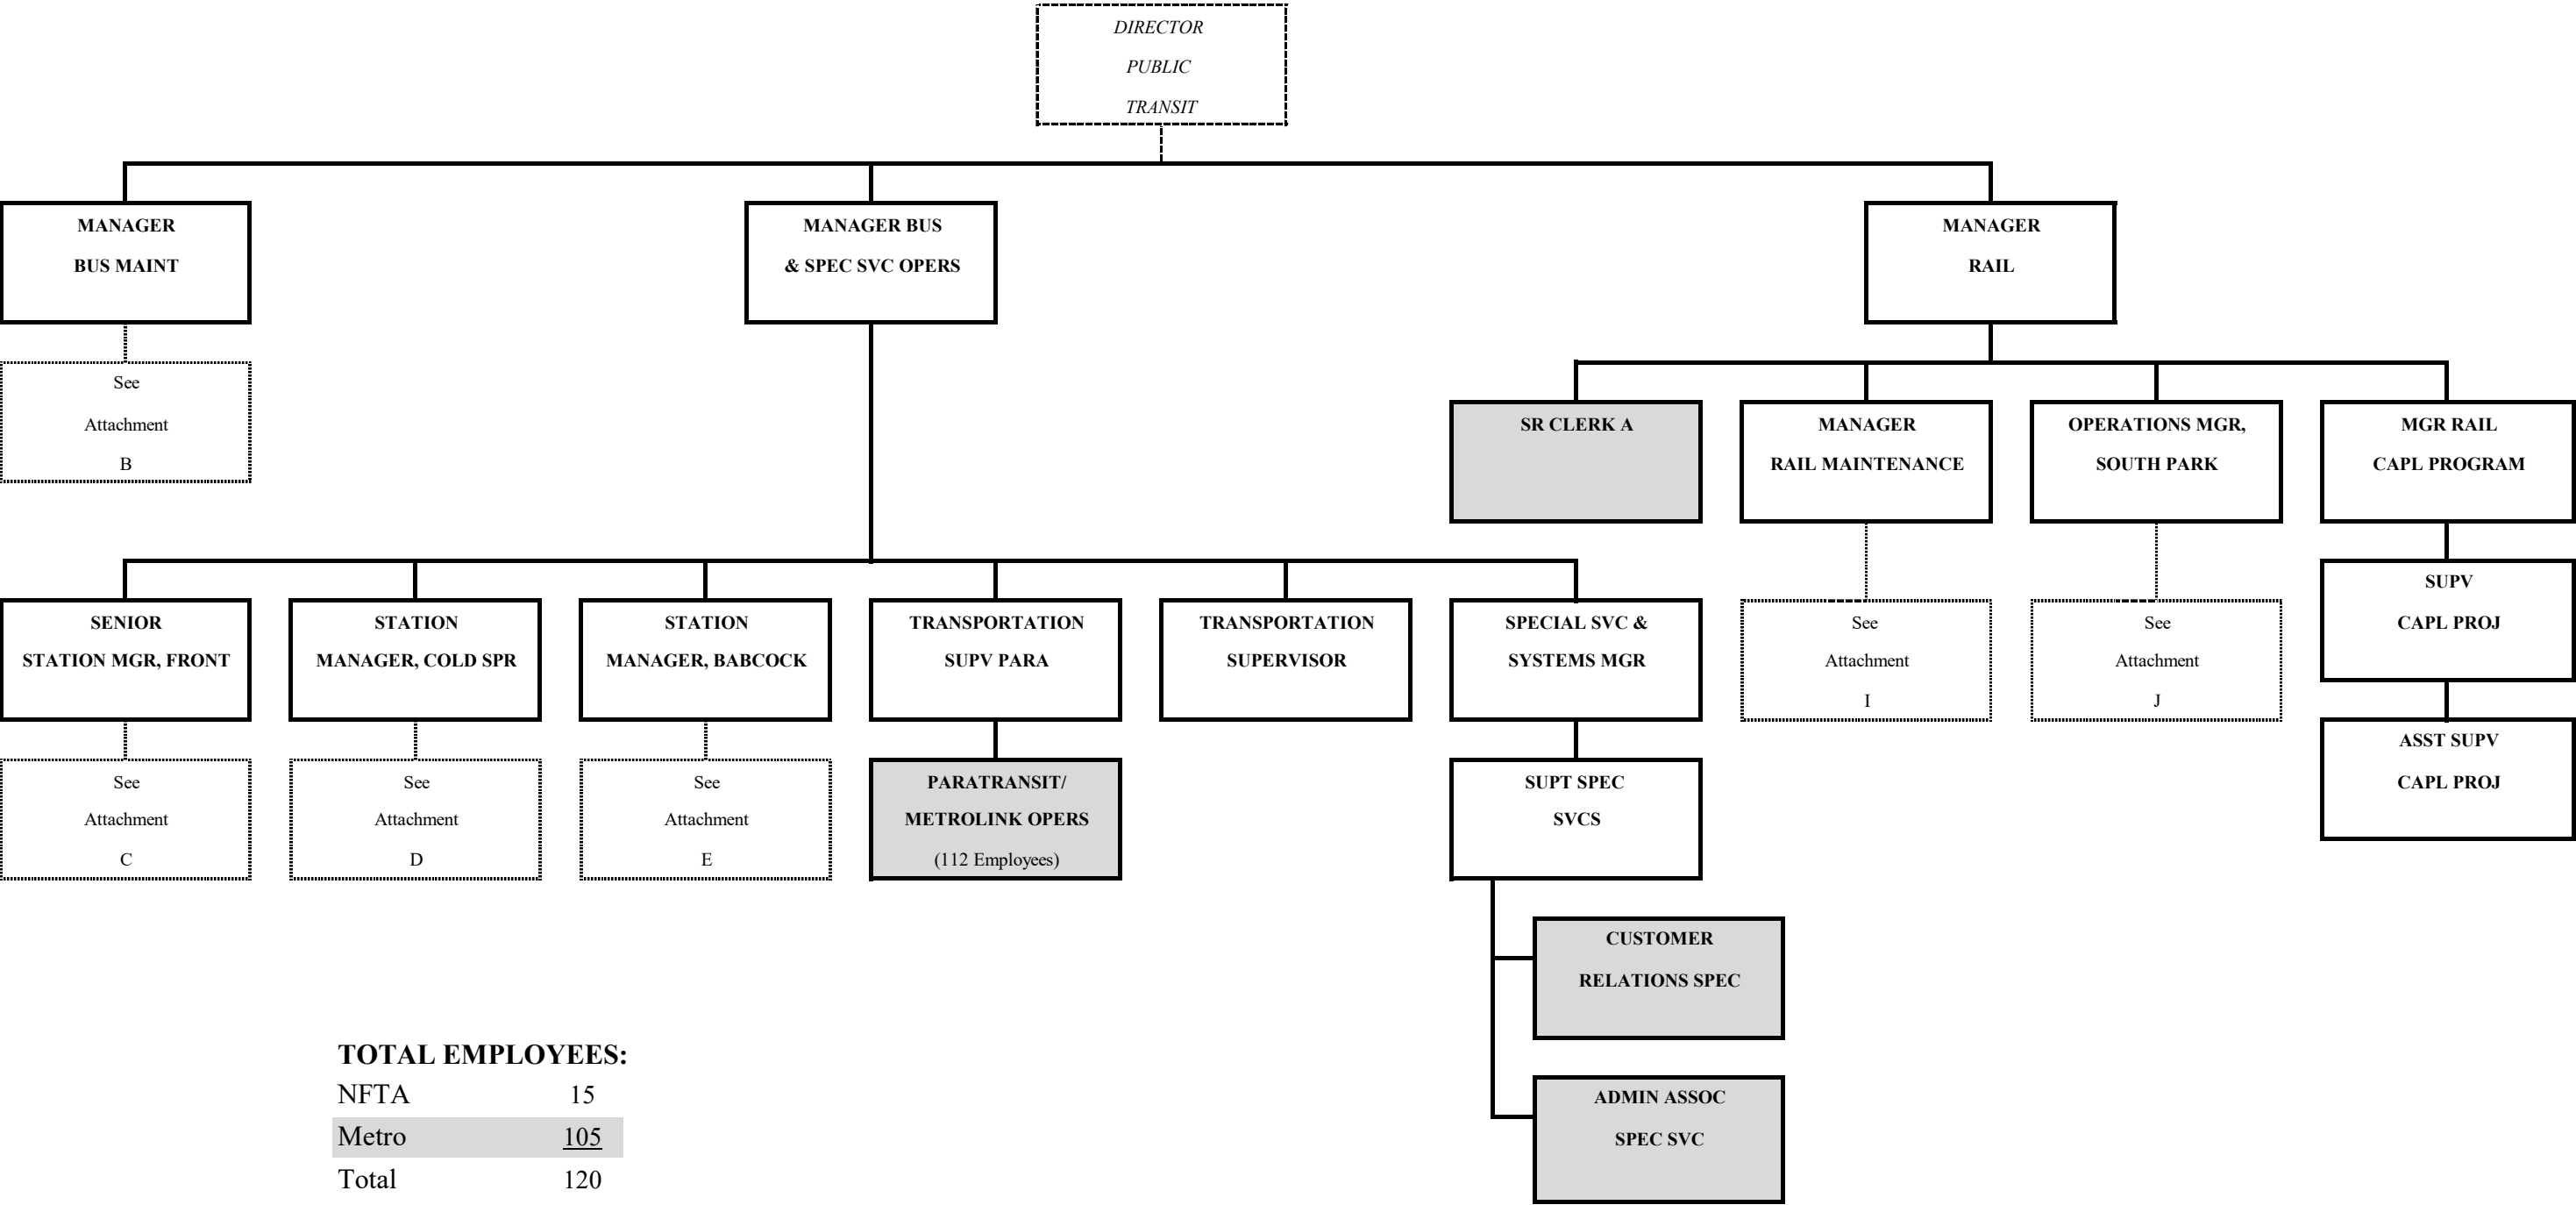 DIRECTOR
PUBLIC
TRANSIT
MANAGER
BUS MAINT
MANAGER BUS
& SPEC SVC OPERS
MANAGER
RAIL
See
Attachment
B
SR CLERK A
MANAGER
RAIL MAINTENANCE
OPERATIONS MGR,
SOUTH PARK
MGR RAIL
CAPL PROGRAM
SENIOR
STATION MGR, FRONT
STATION
MANAGER, COLD SPR
STATION
MANAGER, BABCOCK
TRANSPORTATION
SUPV PARA
TRANSPORTATION
SUPERVISOR
SPECIAL SVC &
SYSTEMS MGR
See
Attachment
I
See
Attachment
J
SUPV
CAPL PROJ
See
Attachment
C
See
Attachment
D
See
Attachment
E
PARATRANSIT/
METROLINK OPERS
(112 Employees)
SUPT SPEC
SVCS
ASST SUPV
CAPL PROJ
CUSTOMER
RELATIONS SPEC
ADMIN ASSOC
SPEC SVC
TOTAL EMPLOYEES:
NFTA 15
Metro 105
Total 120